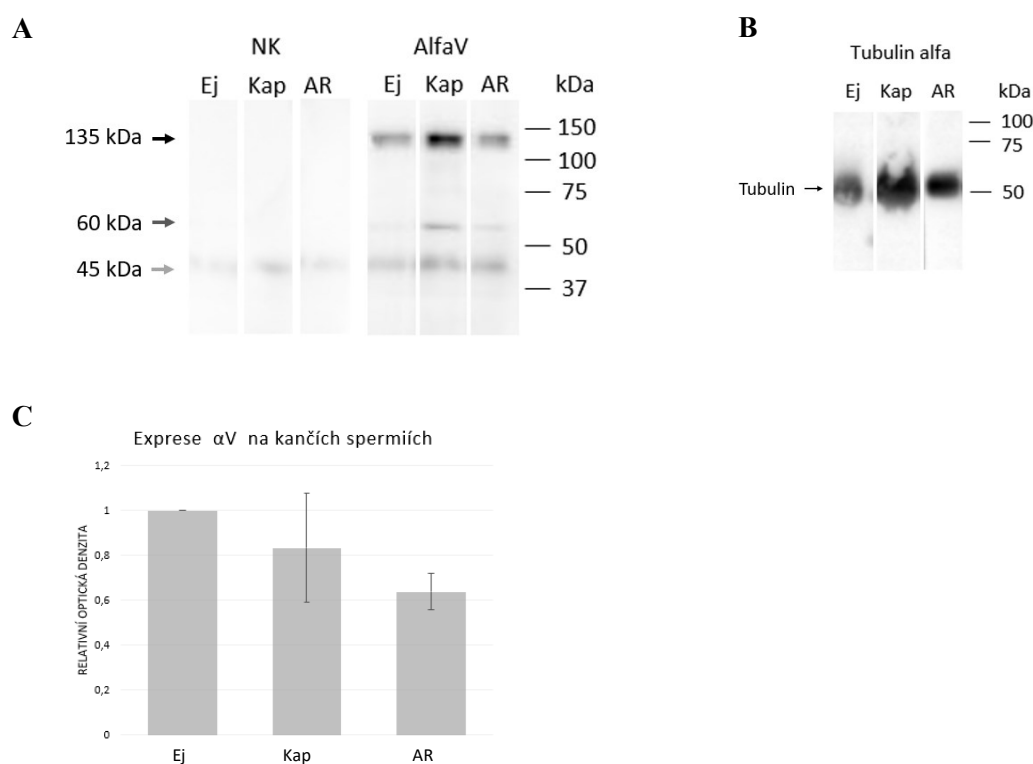 A
NK
AlfaV
Ej Kap AR
Ej Kap AR
kDa
135 kDa
60 kDa
45 kDa
150
100
75
50
37
B
Tubulin alfa
Ej Kap AR
kDa
100
75
50
Tubulin
C
Exprese αV na kančích spermiích
RELATIVNÍ OPTICKÁ DENZITA
1,2
1
0,8
0,6
0,4
0,2
0
Ej Kap AR